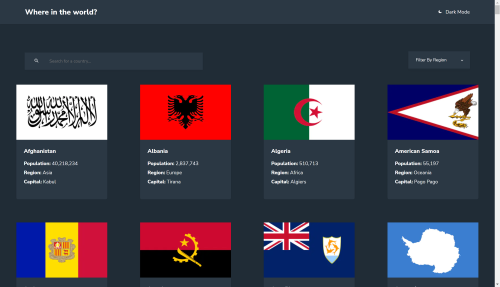 Where in the world?
Dark Mode
Search for a country...
Filter By Region
Afghanistan
Population: 40,218,234
Region: Asia
Capital: Kabul
Albania
Population: 2,837,743
Region: Europe
Capital: Tirana
Algeria
Population: 510,713
Region: Africa
Capital: Algiers
American Samoa
Population: 55,197
Region: Oceania
Capital: Pago Pago